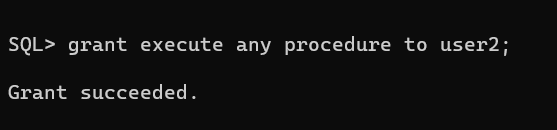 SQL> grant execute any procedure to user2;
Grant succeeded.